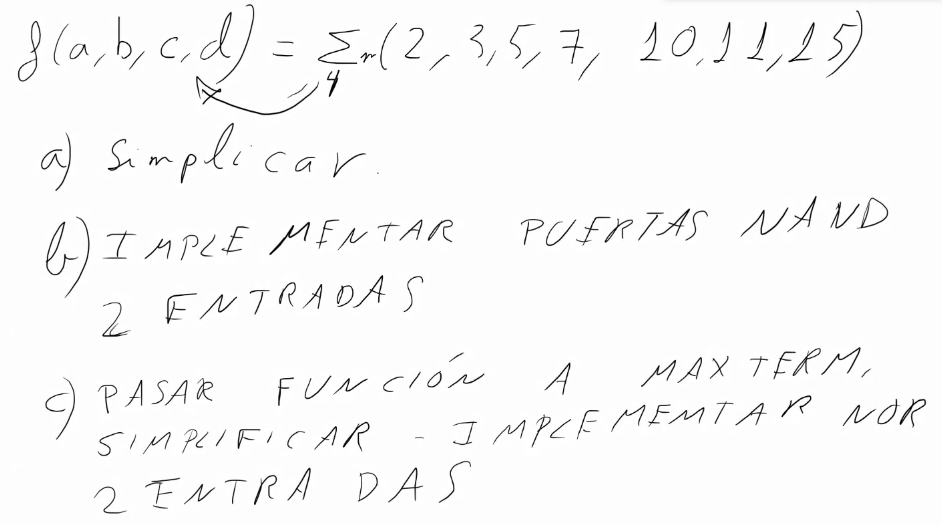 f(a,b,c,d) = Σm(2,3,5,7, 10,11,15)
4
a) Simplicar.
b) IMPLEMENTAR PUERTAS NAND
2 ENTRADAS
c) PASAR FUNCIÓN A MAXTERM,
SIMPLIFICAR - IMPLEMEMTAR NOR
2 ENTRADAS